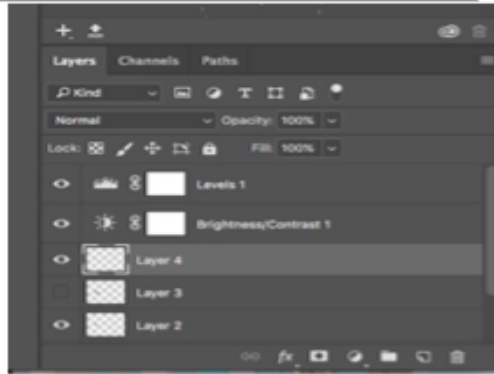 Layers Channels Paths
Kind
Normal Opacity: 100%
Lock: Fill: 100%
Levels 1
Brightness/Contrast 1
Layer 4
Layer 3
Layer 2
fx